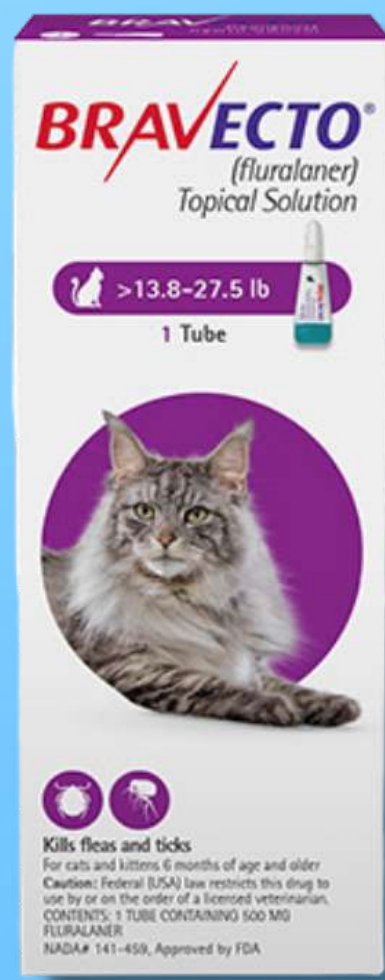 BRAVECTO®
(fluralaner)
Topical Solution
>13.8-27.5 lb
1 Tube
Kills fleas and ticks
For cats and kittens 6 months of age and older
Caution: Federal (USA) law restricts this drug to
use by or on the order of a licensed veterinarian.
CONTENTS: 1 TUBE CONTAINING 500 MG
FLURALANER
NADA# 141-459, Approved by FDA